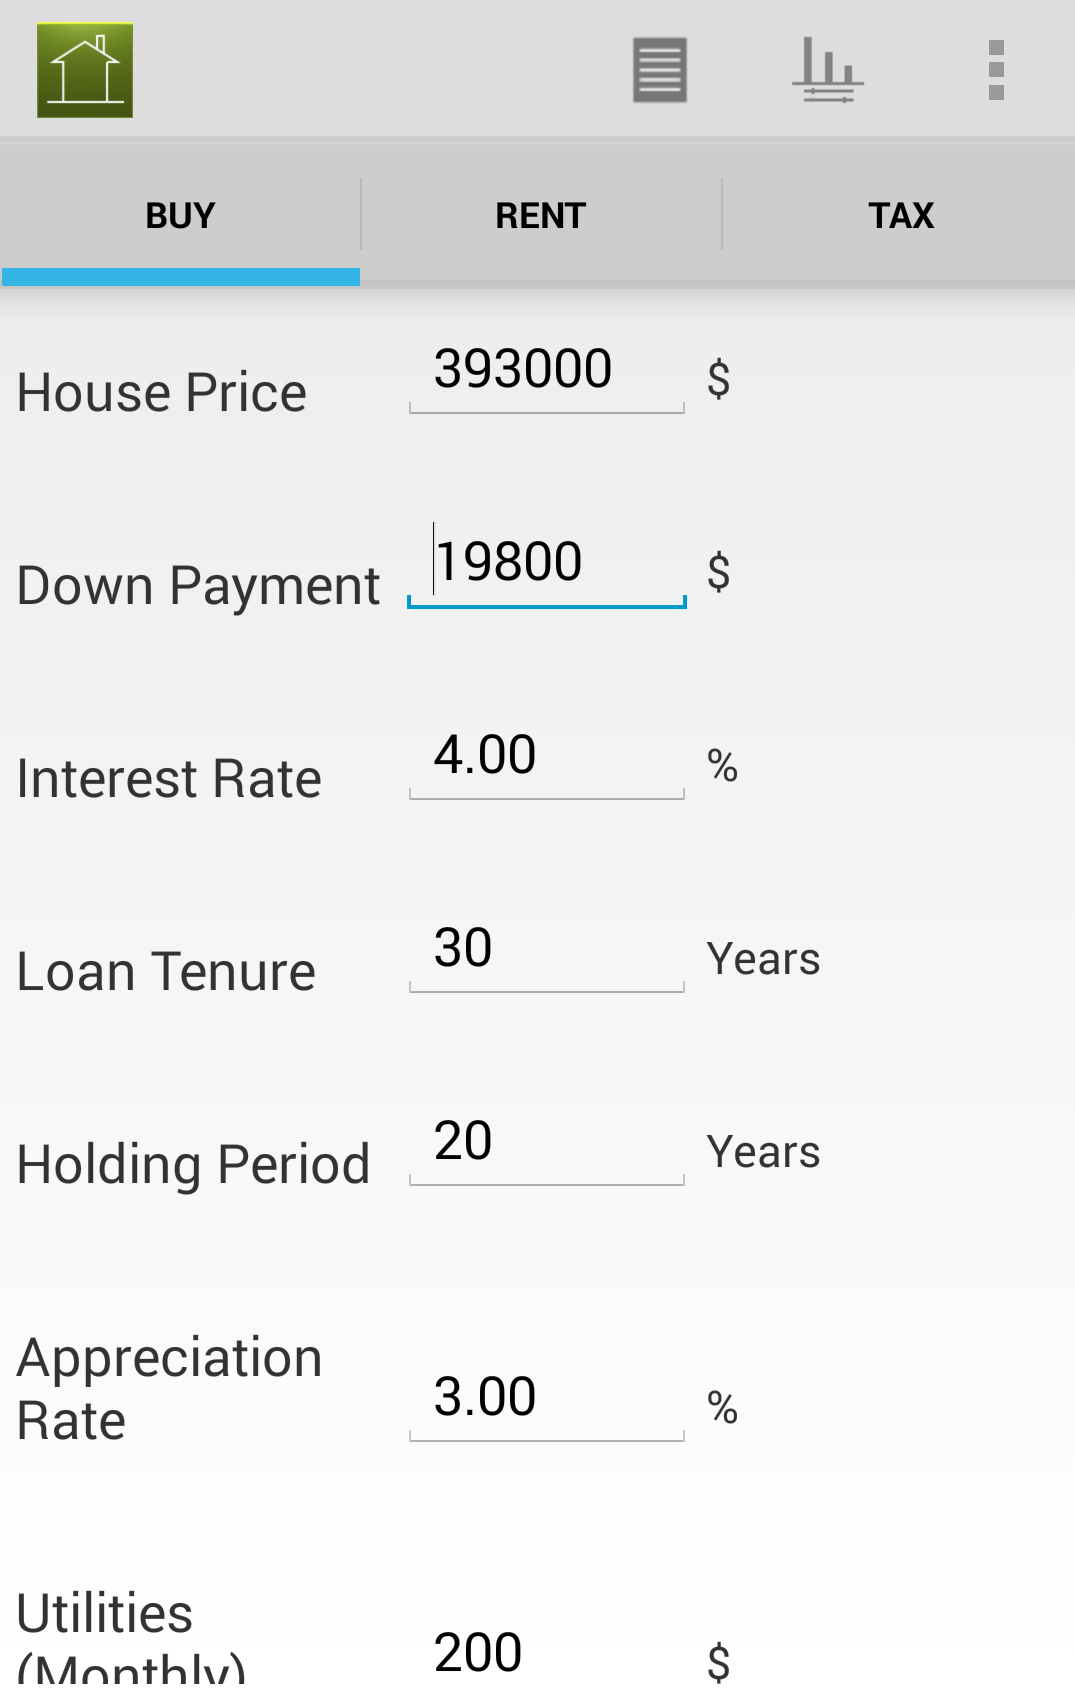 BUY RENT TAX
House Price 393000 $
Down Payment 19800 $
Interest Rate 4.00 %
Loan Tenure 30 Years
Holding Period 20 Years
Appreciation
Rate 3.00 %
Utilities
(Monthly) 200 $